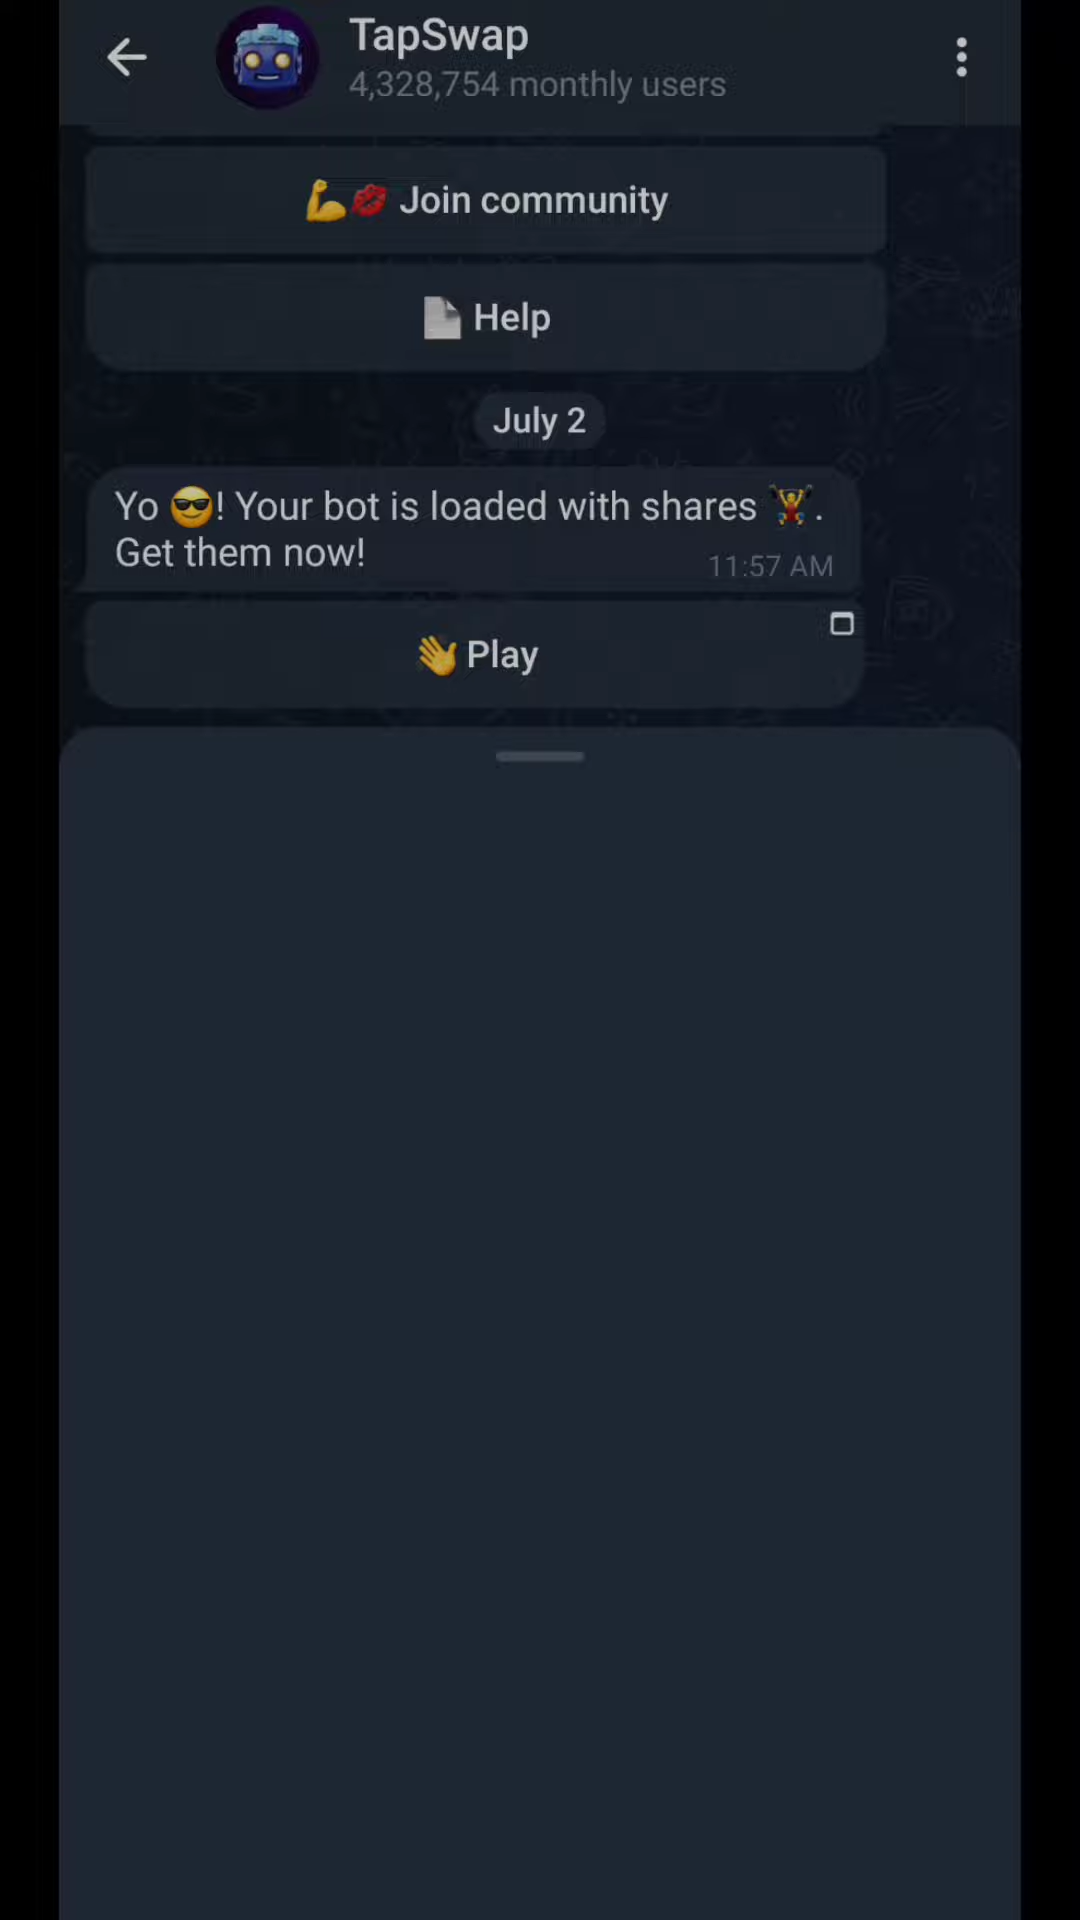 TapSwap
4,328,754 monthly users
💪💋 Join community
📄 Help
July 2
Yo 😎! Your bot is loaded with shares 🏋️.
Get them now!
11:57 AM
👋 Play